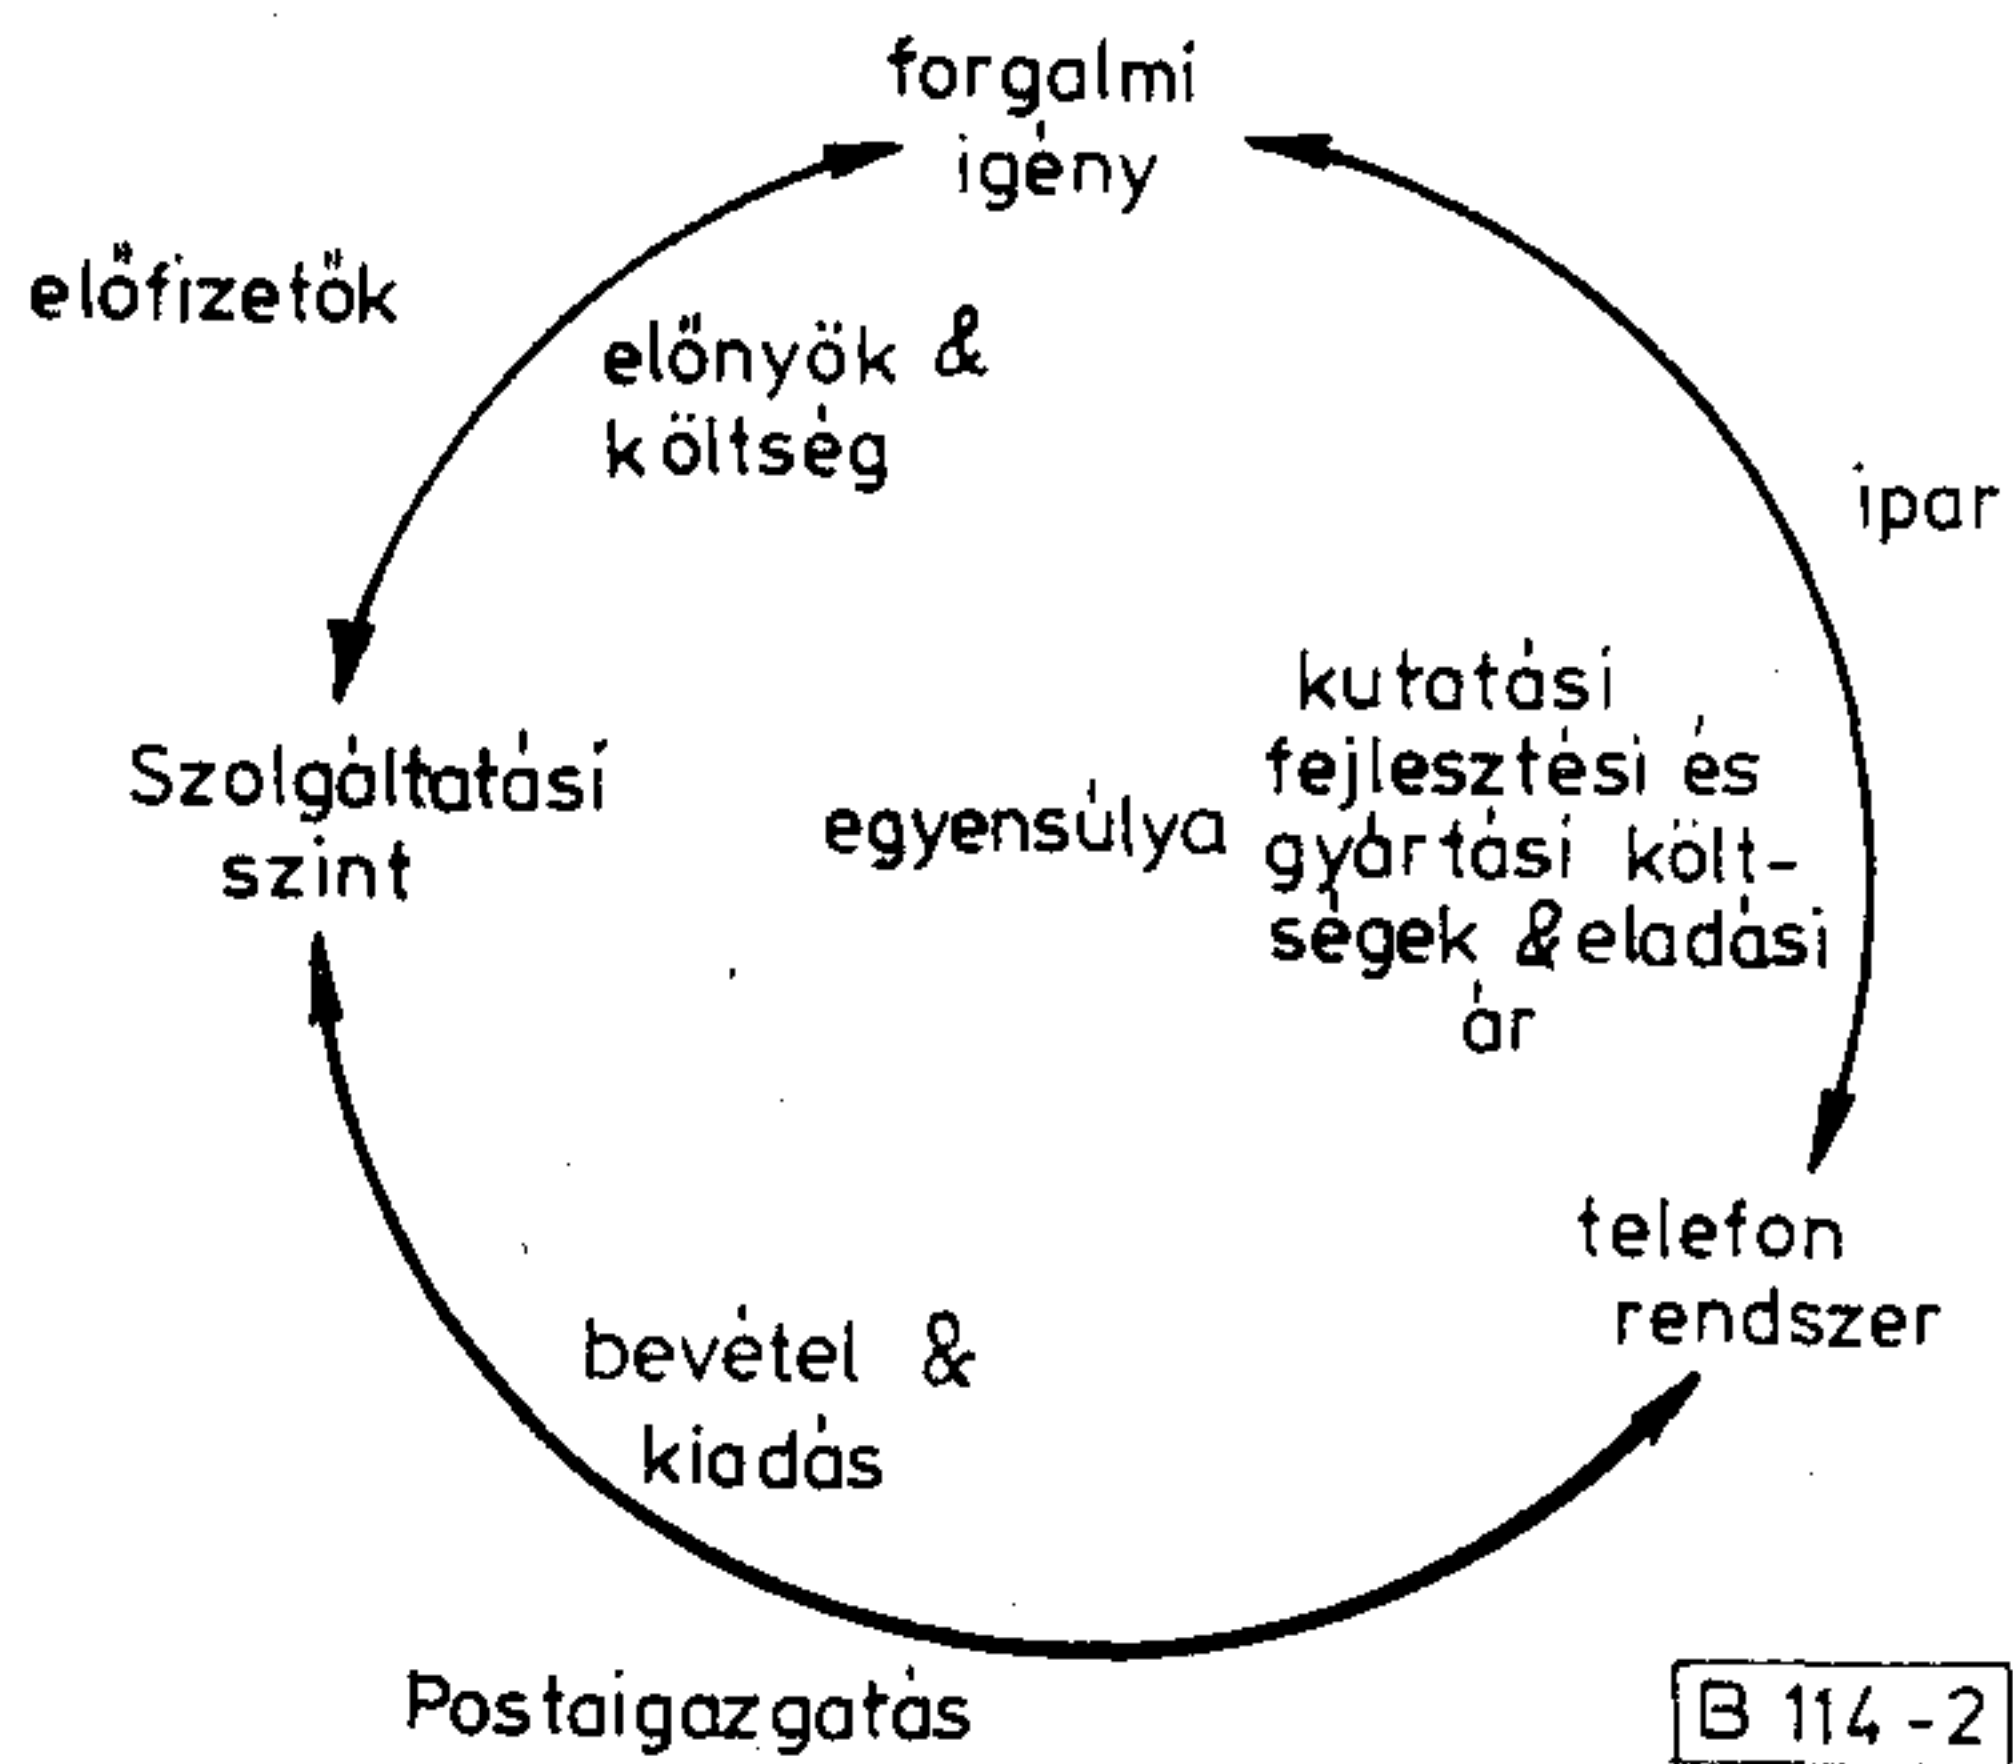 forgalmi
igény
előfizetők
előnyök &
költség
ipar
Szolgáltatási
szint
egyensúlya
kutatási
fejlesztési és
gyártási költ-
ségek & eladási
ár
telefon
rendszer
bevétel &
kiadás
Postaigazgatás
B 114-2